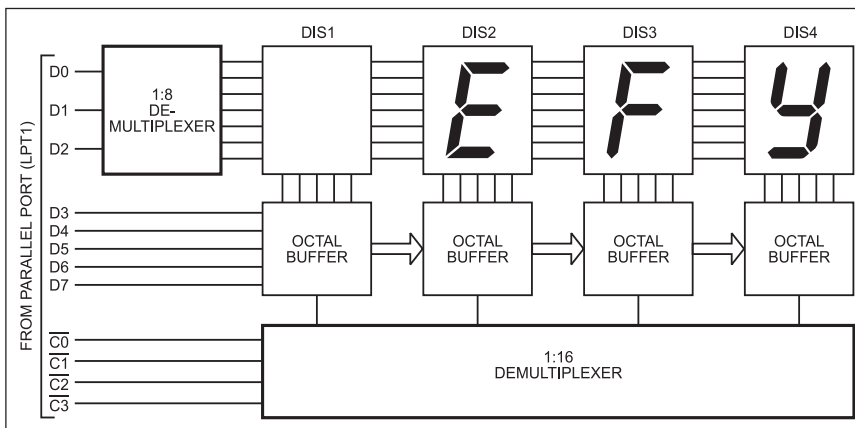 DIS1 DIS2 DIS3 DIS4
D0
D1
D2
1:8
DE-
MULTIPLEXER
E F y
FROM PARALLEL PORT (LPT1)
D3
D4
D5
D6
D7
OCTAL
BUFFER
OCTAL
BUFFER
OCTAL
BUFFER
OCTAL
BUFFER
C0
C1
C2
C3
1:16
DEMULTIPLEXER